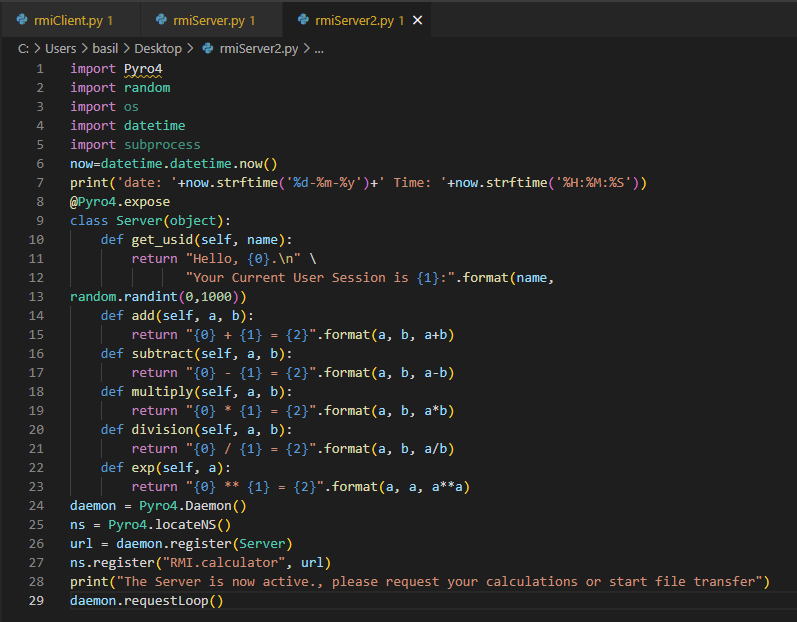 rmiClient.py 1 rmiServer.py 1 rmiServer2.py 1
C: > Users > basil > Desktop > rmiServer2.py > ...
1 import Pyro4
2 import random
3 import os
4 import datetime
5 import subprocess
6 now=datetime.datetime.now()
7 print('date: '+now.strftime('%d-%m-%y')+' Time: '+now.strftime('%H:%M:%S'))
8 @Pyro4.expose
9 class Server(object):
10     def get_usid(self, name):
11         return "Hello, {0}.\n" \
12                "Your Current User Session is {1}:".format(name,
13 random.randint(0,1000))
14     def add(self, a, b):
15         return "{0} + {1} = {2}".format(a, b, a+b)
16     def subtract(self, a, b):
17         return "{0} - {1} = {2}".format(a, b, a-b)
18     def multiply(self, a, b):
19         return "{0} * {1} = {2}".format(a, b, a*b)
20     def division(self, a, b):
21         return "{0} / {1} = {2}".format(a, b, a/b)
22     def exp(self, a):
23         return "{0} ** {1} = {2}".format(a, a, a**a)
24 daemon = Pyro4.Daemon()
25 ns = Pyro4.locateNS()
26 url = daemon.register(Server)
27 ns.register("RMI.calculator", url)
28 print("The Server is now active., please request your calculations or start file transfer")
29 daemon.requestLoop()